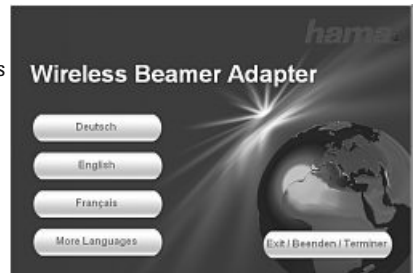 hama
s
Wireless Beamer Adapter
Deutsch
English
Français
More Languages
Exit / Beenden / Terminer